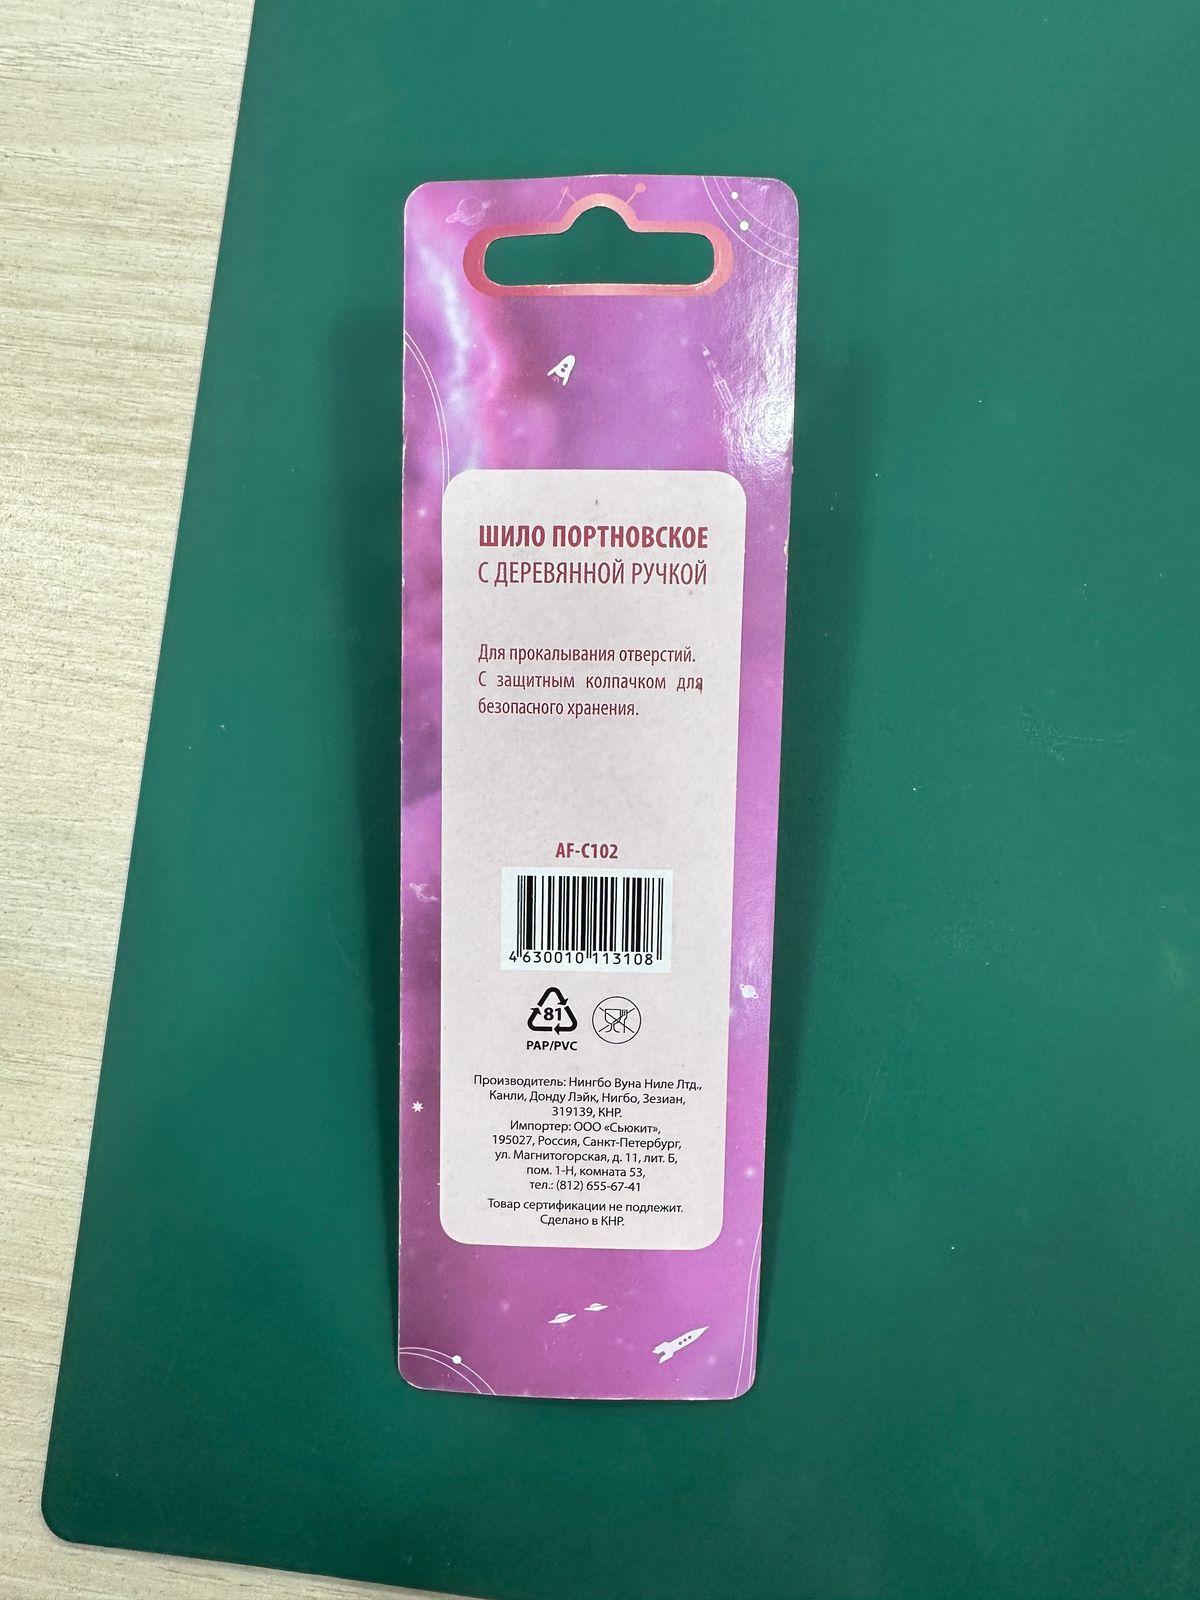 ШИЛО ПОРТНОВСКОЕ
С ДЕРЕВЯННОЙ РУЧКОЙ
Для прокалывания отверстий.
С защитным колпачком для
безопасного хранения.
AF-C102
4 630010 113108
81
PAP/PVC
Производитель: Нингбо Вуна Ниле Лтд.,
Канли, Донду Лэйк, Нигбо, Зезиан,
319139, КНР.
Импортер: ООО «Сьюкит»,
195027, Россия, Санкт-Петербург,
ул. Магнитогорская, д. 11, лит. Б,
пом. 1-Н, комната 53,
тел.: (812) 655-67-41
Товар сертификации не подлежит.
Сделано в КНР.